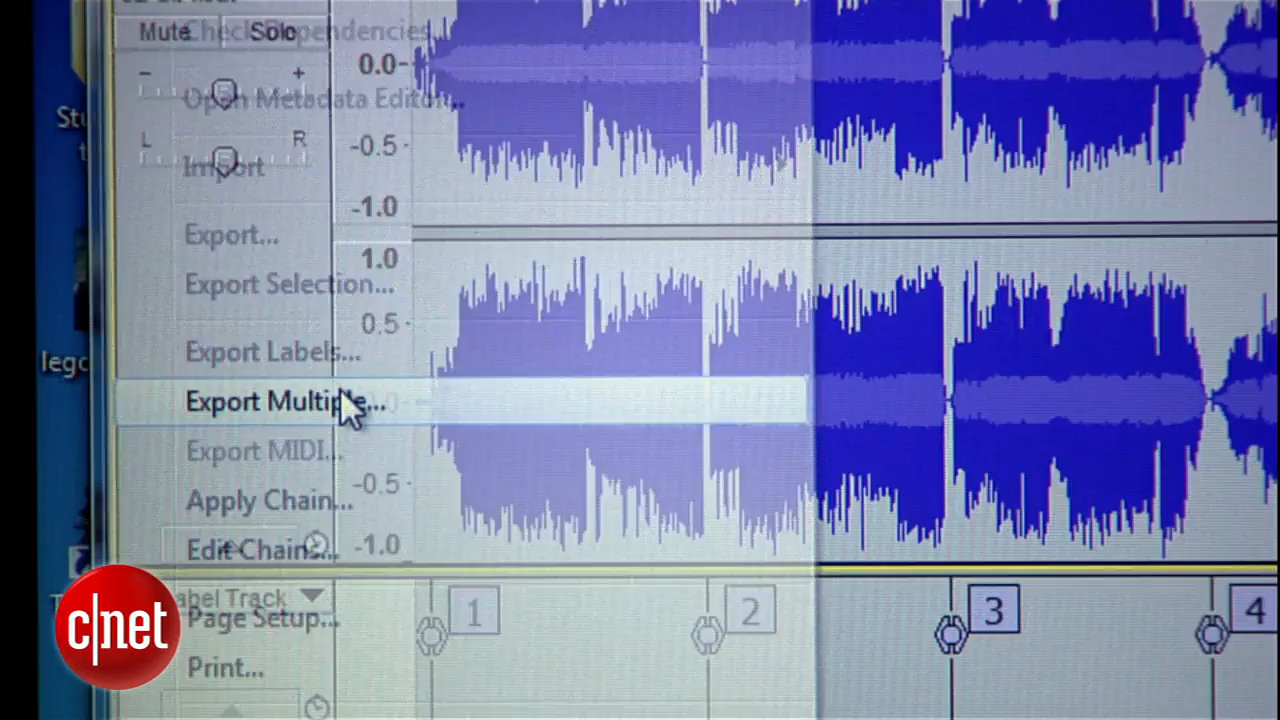 Mute Solo
Check Dependencies...
0.0
- +
Open Metadata Editor...
L R
-0.5
Import
-1.0
Export...
1.0
Export Selection...
0.5
Export Labels...
Export Multiple...
Export MIDI...
-0.5
Apply Chain...
Edit Chains...
-1.0
Label Track
1 2 3 4
Page Setup...
Print...
c|net